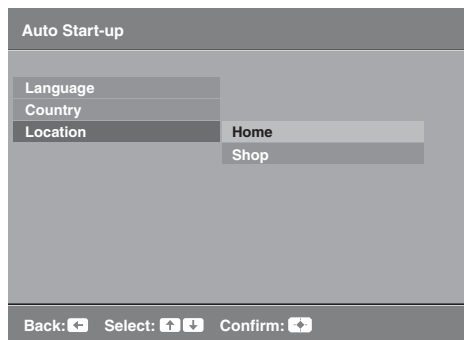 Auto Start-up
Language
Country
Location Home
Shop
Back: Select: Confirm: